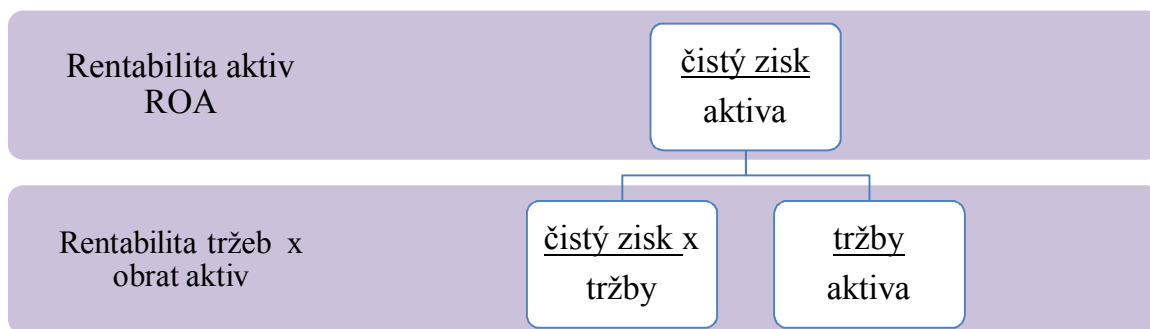 Rentabilita aktiv
ROA
čistý zisk
aktiva
Rentabilita tržeb x
obrat aktiv
čistý zisk x
tržby
tržby
aktiva